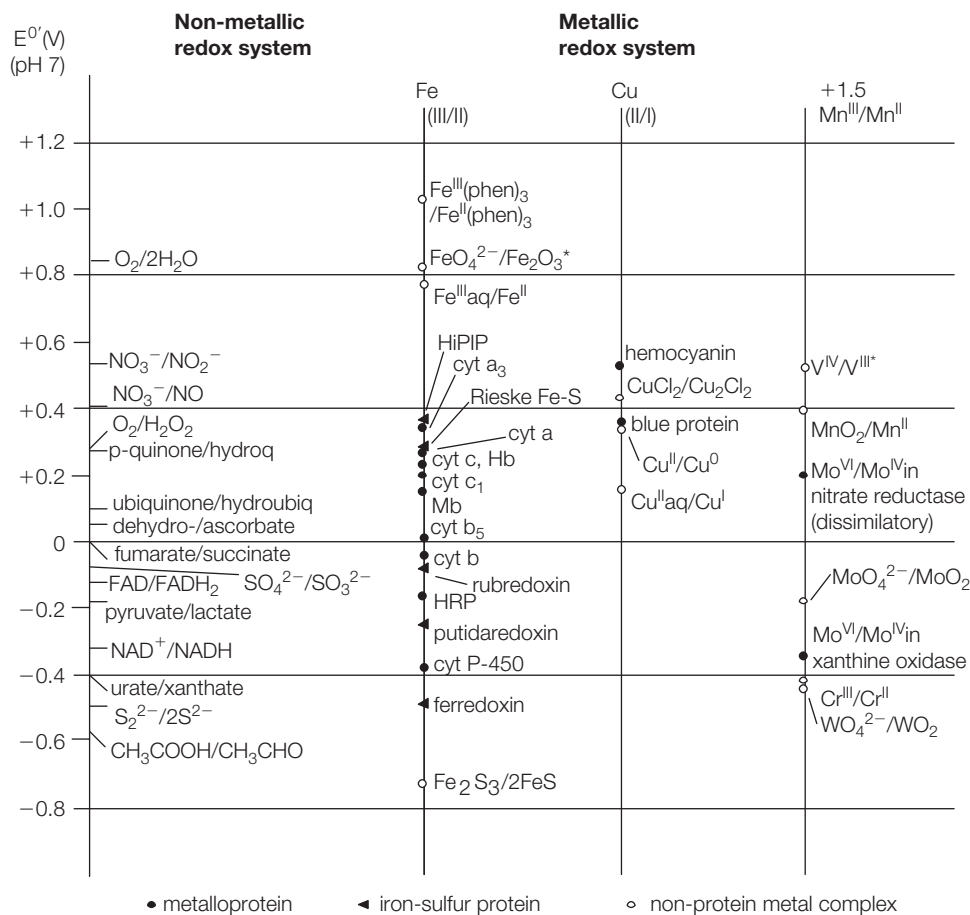 Non-metallic
redox system
Metallic
redox system
E⁰′(V)
(pH 7)
Fe
(III/II)
Cu
(II/I)
+1.5
Mnᴵᴵᴵ/Mnᴵᴵ
+1.2
+1.0
+0.8
+0.6
+0.4
+0.2
0
−0.2
−0.4
−0.6
−0.8
O₂/2H₂O
NO₃⁻/NO₂⁻
NO₃⁻/NO
O₂/H₂O₂
p-quinone/hydroq
ubiquinone/hydroubiq
dehydro-/ascorbate
fumarate/succinate
FAD/FADH₂
SO₄²⁻/SO₃²⁻
pyruvate/lactate
NAD⁺/NADH
urate/xanthate
S₂²⁻/2S²⁻
CH₃COOH/CH₃CHO
Feᴵᴵᴵ(phen)₃
/Feᴵᴵ(phen)₃
FeO₄²⁻/Fe₂O₃*
Feᴵᴵᴵaq/Feᴵᴵ
HiPIP
cyt a₃
Rieske Fe-S
cyt a
cyt c, Hb
cyt c₁
Mb
cyt b₅
cyt b
rubredoxin
HRP
putidaredoxin
cyt P-450
ferredoxin
Fe₂S₃/2FeS
hemocyanin
CuCl₂/Cu₂Cl₂
blue protein
Cuᴵᴵ/Cu⁰
Cuᴵᴵaq/Cuᴵ
Vᴵⱽ/Vᴵᴵᴵ*
MnO₂/Mnᴵᴵ
Moⱽᴵ/Moᴵⱽin
nitrate reductase
(dissimilatory)
MoO₄²⁻/MoO₂
Moⱽᴵ/Moᴵⱽin
xanthine oxidase
Crᴵᴵᴵ/Crᴵᴵ
WO₄²⁻/WO₂
metalloprotein
iron-sulfur protein
non-protein metal complex